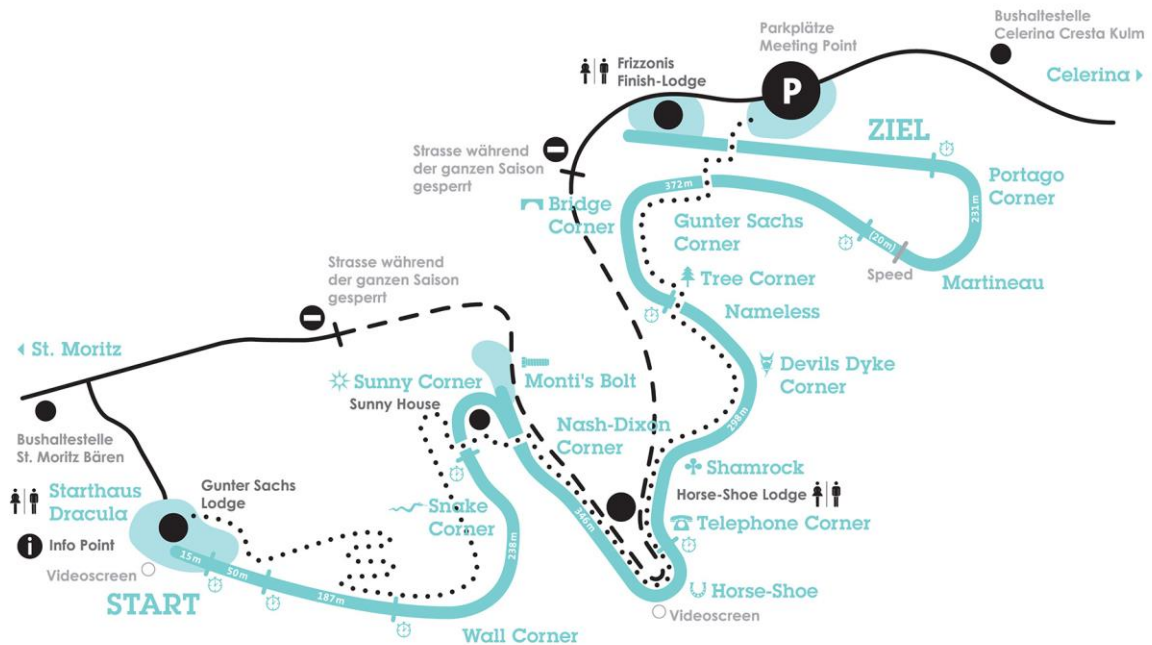 Bushaltestelle
Celerina Cresta Kulm
Parkplätze
Meeting Point
P
Celerina
Frizzonis
Finish-Lodge
ZIEL
Strasse während
der ganzen Saison
gesperrt
Portago
Corner
231m
372m
Bridge
Corner
Gunter Sachs
Corner
(20m)
Speed
Martineau
Tree Corner
Nameless
Strasse während
der ganzen Saison
gesperrt
St. Moritz
Devils Dyke
Corner
298m
Sunny Corner
Sunny House
Monti's Bolt
Nash-Dixon
Corner
Bushaltestelle
St. Moritz Bären
Shamrock
Horse-Shoe Lodge
Telephone Corner
346m
Snake
Corner
238m
Gunter Sachs
Lodge
Starthaus
Dracula
i Info Point
Videoscreen
START
15m
50m
187m
Horse-Shoe
Videoscreen
Wall Corner